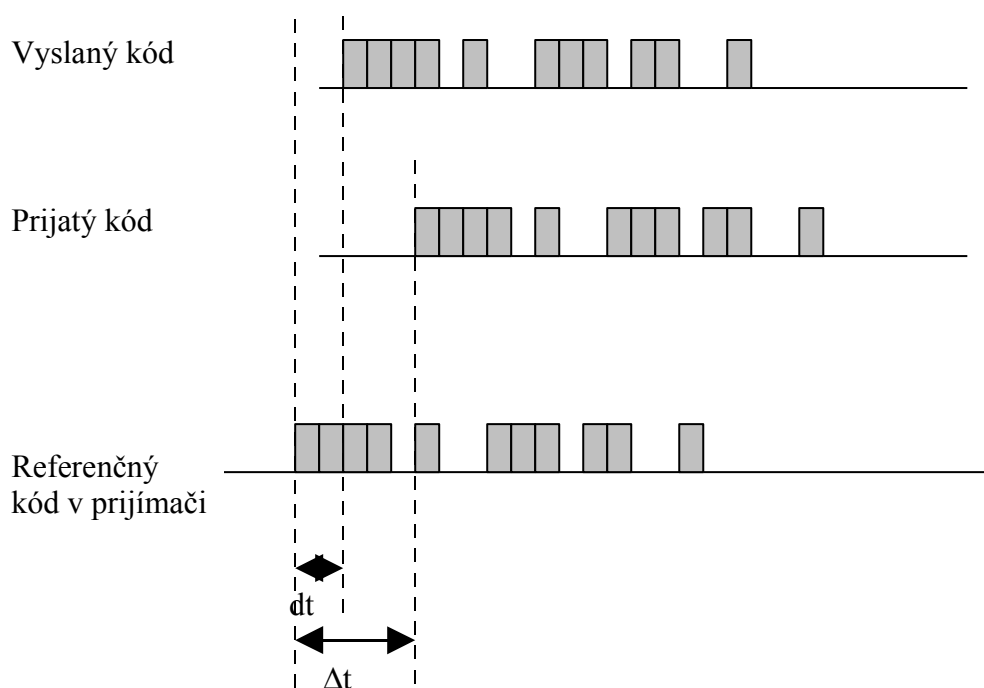 Vyslaný kód
Prijatý kód
Referenčný
kód v prijímači
dt
Δt